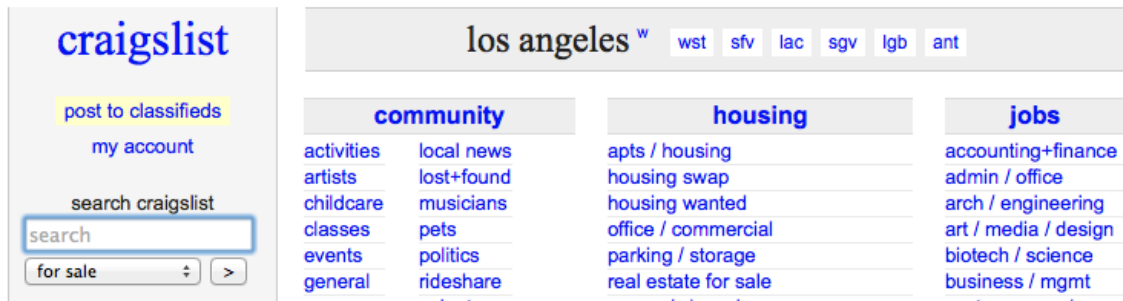 craigslist
post to classifieds
my account
search craigslist
search
for sale
>
los angeles w wst sfv lac sgv lgb ant
community
activities
artists
childcare
classes
events
general
local news
lost+found
musicians
pets
politics
rideshare
housing
apts / housing
housing swap
housing wanted
office / commercial
parking / storage
real estate for sale
jobs
accounting+finance
admin / office
arch / engineering
art / media / design
biotech / science
business / mgmt